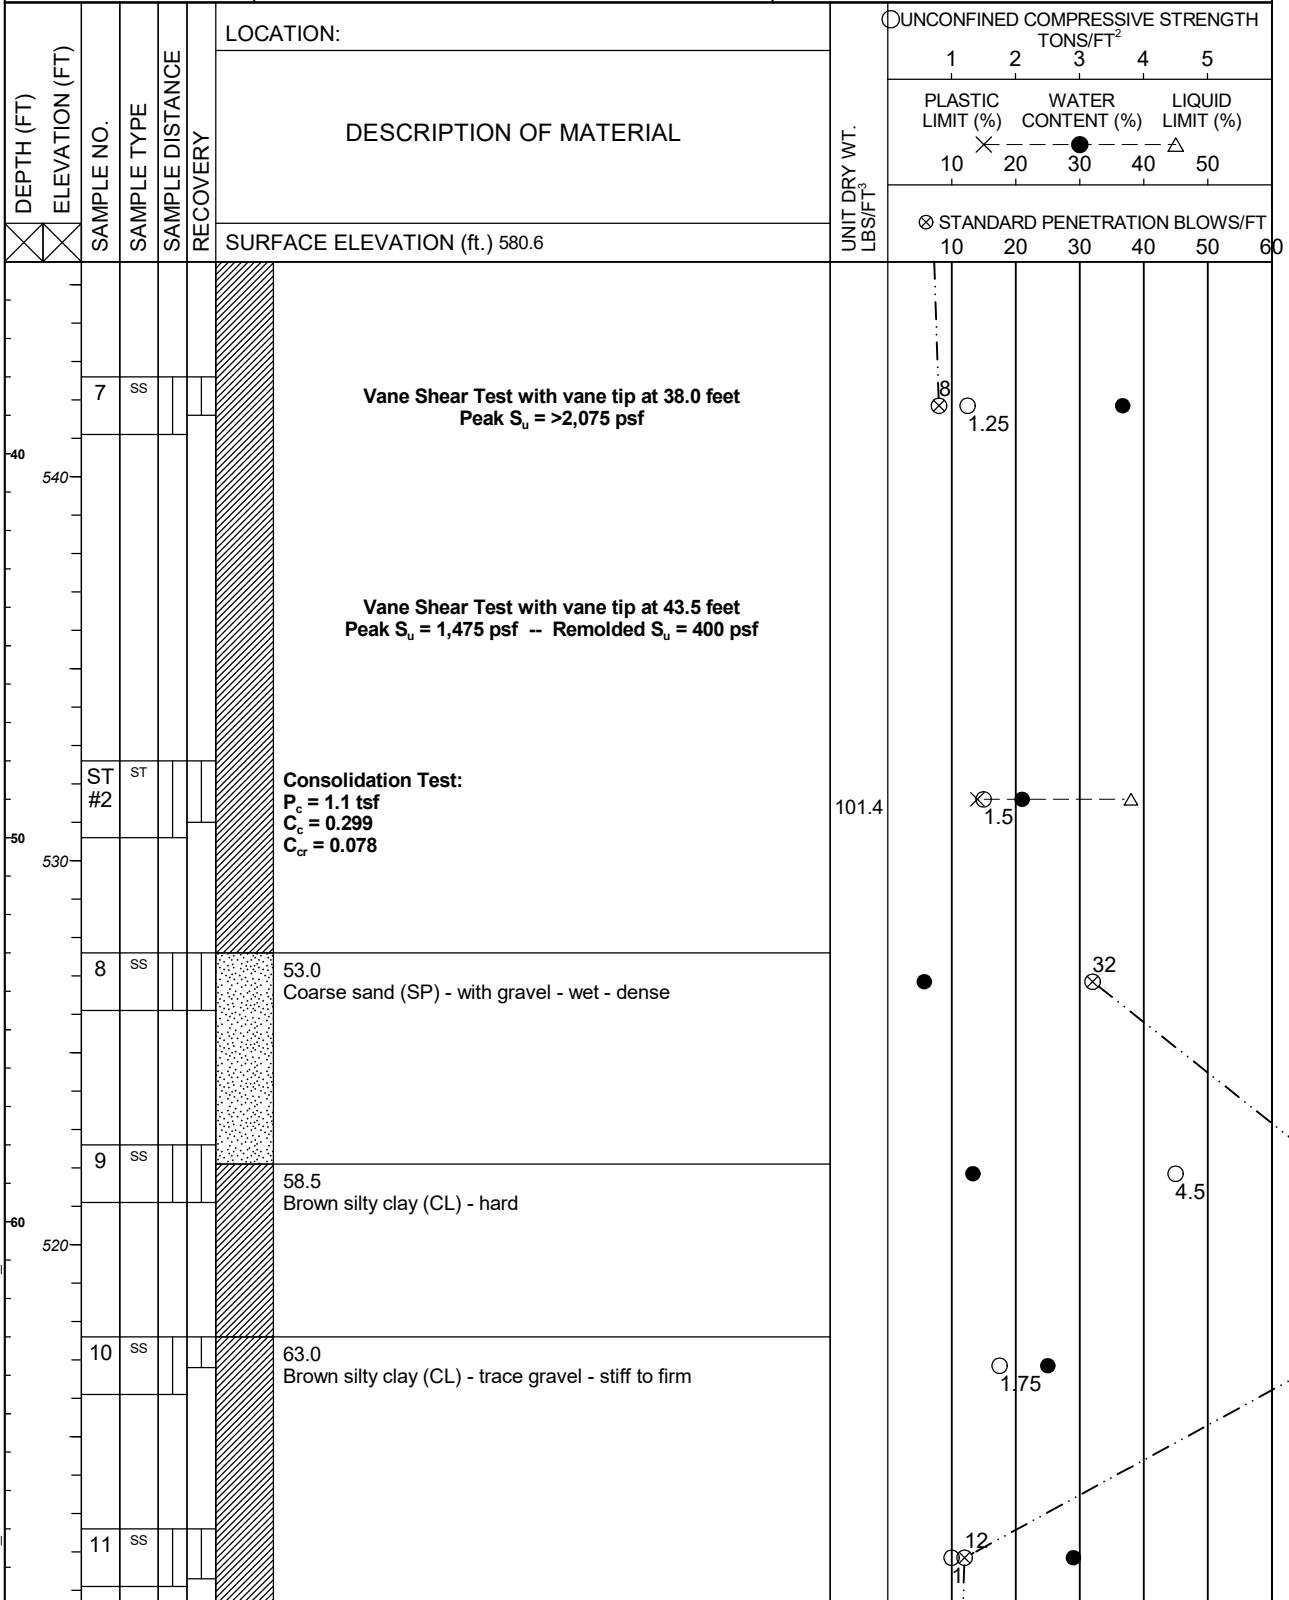 LOCATION:
DEPTH (FT)
ELEVATION (FT)
SAMPLE NO.
SAMPLE TYPE
SAMPLE DISTANCE
RECOVERY
DESCRIPTION OF MATERIAL
SURFACE ELEVATION (ft.) 580.6
UNIT DRY WT.
LBS/FT³
UNCONFINED COMPRESSIVE STRENGTH
TONS/FT²
1 2 3 4 5
PLASTIC WATER LIQUID
LIMIT (%) CONTENT (%) LIMIT (%)
10 20 30 40 50
STANDARD PENETRATION BLOWS/FT
10 20 30 40 50 60
7 SS
Vane Shear Test with vane tip at 38.0 feet
Peak Sᵤ = >2,075 psf
8
1.25
40
540
Vane Shear Test with vane tip at 43.5 feet
Peak Sᵤ = 1,475 psf -- Remolded Sᵤ = 400 psf
ST ST
#2
Consolidation Test:
P_c = 1.1 tsf
C_c = 0.299
C_cr = 0.078
101.4
1.5
50
530
8 SS
53.0
Coarse sand (SP) - with gravel - wet - dense
32
9 SS
58.5
Brown silty clay (CL) - hard
4.5
60
520
10 SS
63.0
Brown silty clay (CL) - trace gravel - stiff to firm
1.75
11 SS
12
1